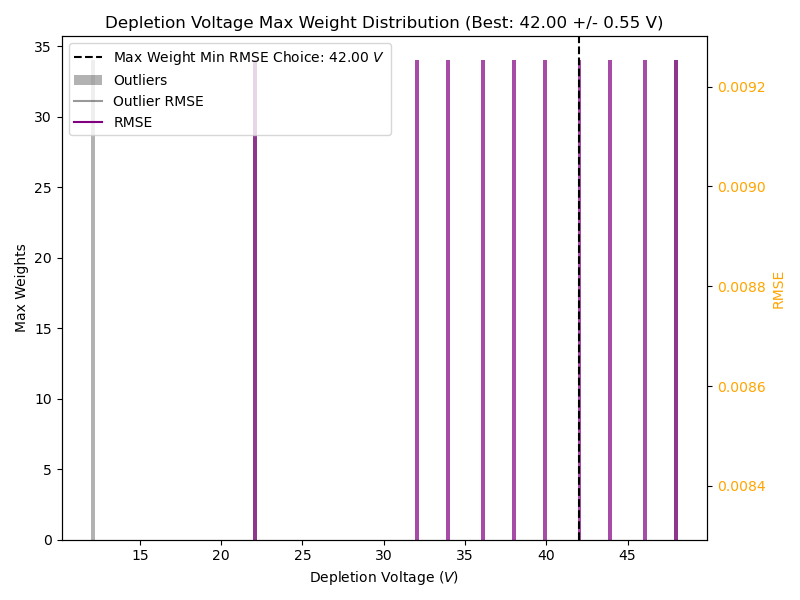 Depletion Voltage Max Weight Distribution (Best: 42.00 +/- 0.55 V)
Max Weight Min RMSE Choice: 42.00 V
Outliers
Outlier RMSE
RMSE
35
30
25
20
15
10
5
0
Max Weights
15
20
25
30
35
40
45
Depletion Voltage (V)
0.0092
0.0090
0.0088
0.0086
0.0084
RMSE